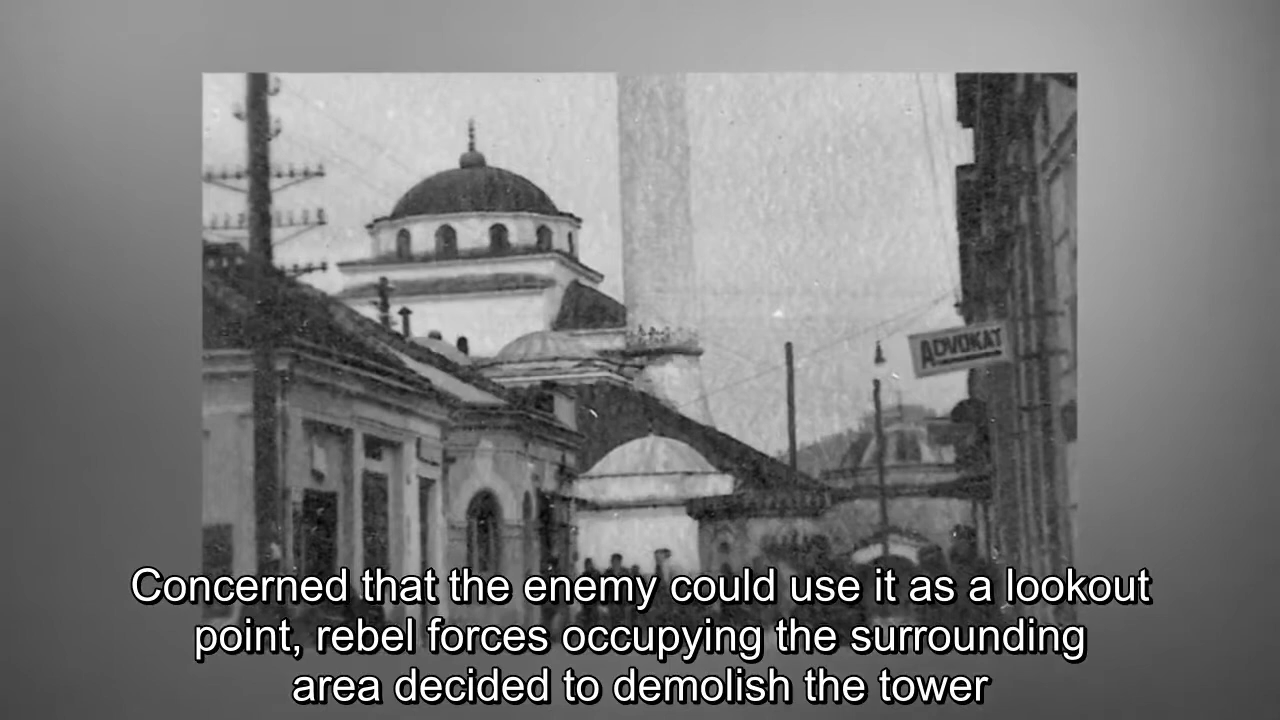 ADVOKAT
Concerned that the enemy could use it as a lookout
point, rebel forces occupying the surrounding
area decided to demolish the tower